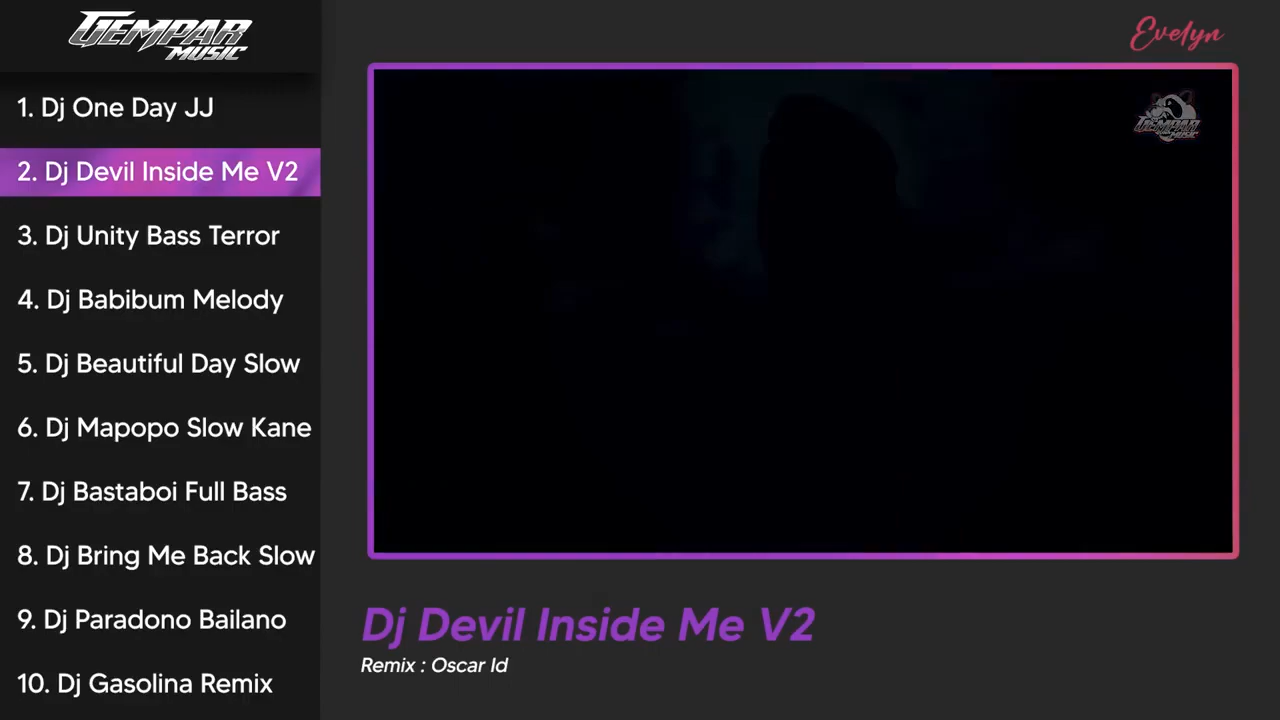 GEMPAR
MUSIC
1. Dj One Day JJ
2. Dj Devil Inside Me V2
3. Dj Unity Bass Terror
4. Dj Babibum Melody
5. Dj Beautiful Day Slow
6. Dj Mapopo Slow Kane
7. Dj Bastaboi Full Bass
8. Dj Bring Me Back Slow
9. Dj Paradono Bailano
10. Dj Gasolina Remix
Evelyn
GEMPAR
MUSIC
Dj Devil Inside Me V2
Remix : Oscar Id